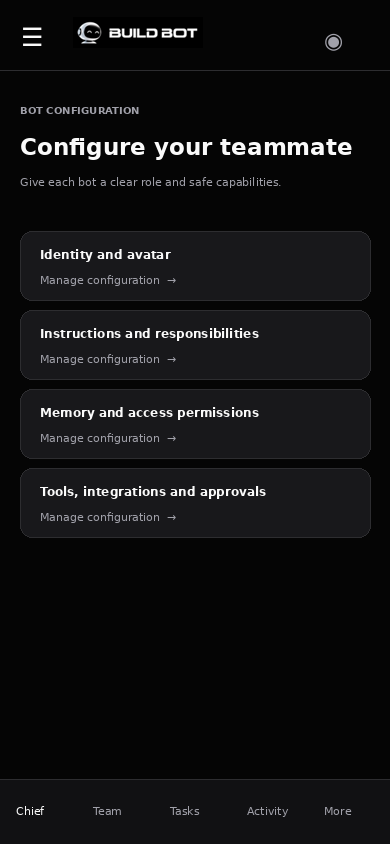 ☰ BUILD BOT ◉
BOT CONFIGURATION
Configure your teammate
Give each bot a clear role and safe capabilities.
Identity and avatar
Manage configuration →
Instructions and responsibilities
Manage configuration →
Memory and access permissions
Manage configuration →
Tools, integrations and approvals
Manage configuration →
Chief Team Tasks Activity More